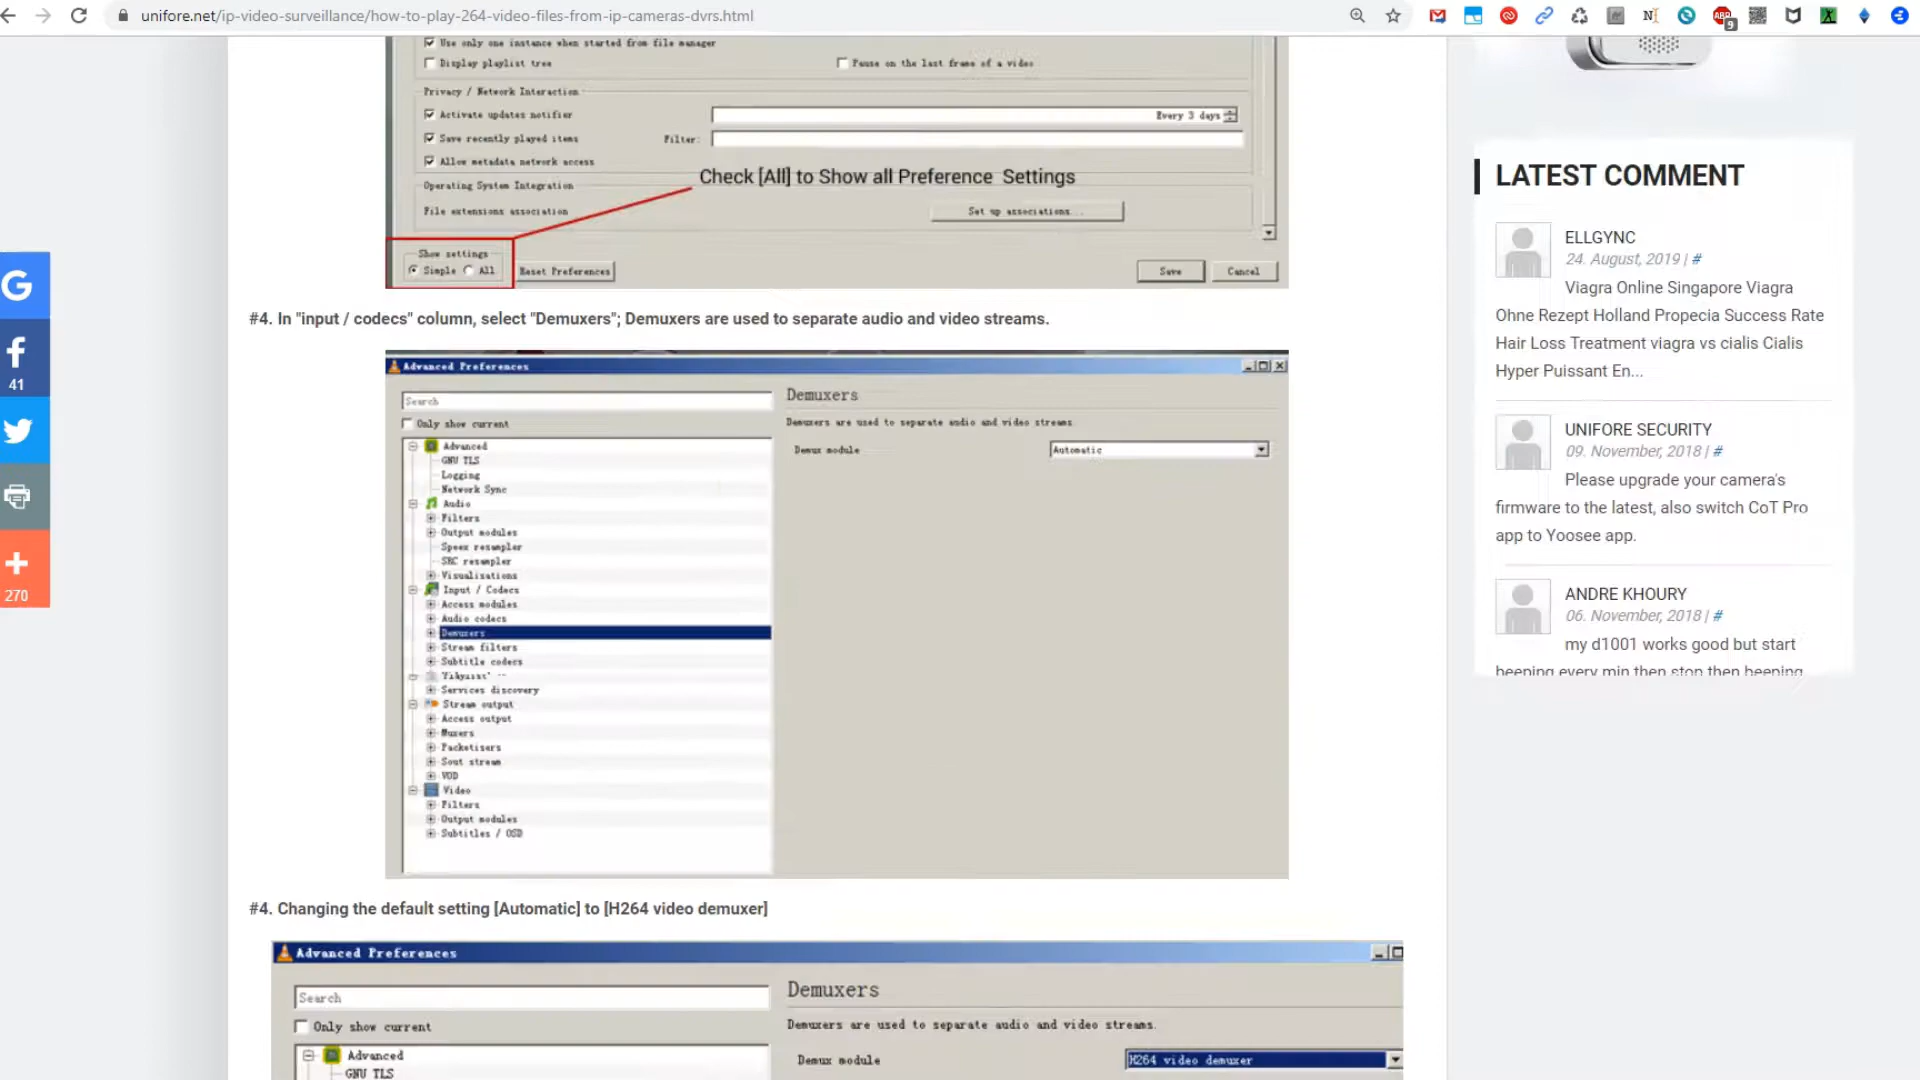 unifore.net/ip-video-surveillance/how-to-play-264-video-files-from-ip-cameras-dvrs.html
Use only one instance when started from file manager
Display playlist tree
Pause on the last frame of a video
Privacy / Network Interaction
Activate updates notifier
Every 3 days
Save recently played items
Filter:
Allow metadata network access
Check [All] to Show all Preference Settings
Operating System Integration
File extensions association
Set up associations...
Show settings
Simple
All
Reset Preferences
Save
Cancel
#4. In "input / codecs" column, select "Demuxers"; Demuxers are used to separate audio and video streams.
Advanced Preferences
Search
Only show current
Demuxers
Demuxers are used to separate audio and video streams.
Demux module
Automatic
Advanced
GNU TLS
Logging
Network Sync
Audio
Filters
Output modules
Speex resampler
SRC resampler
Visualisations
Input / Codecs
Access modules
Audio codecs
Demuxers
Stream filters
Subtitle codecs
Services discovery
Stream output
Access output
Muxers
Packetizers
Sout stream
VOD
Video
Filters
Output modules
Subtitles / OSD
#4. Changing the default setting [Automatic] to [H264 video demuxer]
Advanced Preferences
Search
Only show current
Advanced
GNU TLS
Demuxers
Demuxers are used to separate audio and video streams.
Demux module
H264 video demuxer
41
270
LATEST COMMENT
ELLGYNC
24. August, 2019 | #
Viagra Online Singapore Viagra
Ohne Rezept Holland Propecia Success Rate
Hair Loss Treatment viagra vs cialis Cialis
Hyper Puissant En...
UNIFORE SECURITY
09. November, 2018 | #
Please upgrade your camera's
firmware to the latest, also switch CoT Pro
app to Yoosee app.
ANDRE KHOURY
06. November, 2018 | #
my d1001 works good but start
beeping every min then stop then beeping
ABP
9